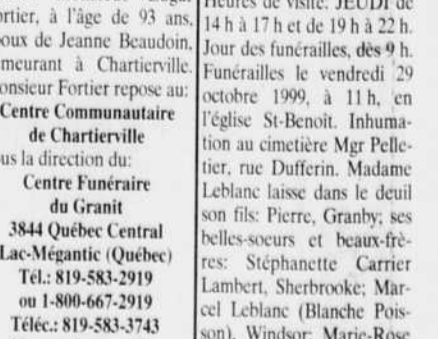 ortier, à l'âge de 93 ans,
oux de Jeanne Beaudoin,
meurant à Chartierville.
onsieur Fortier repose au:
Centre Communautaire
de Chartierville
us la direction du:
Centre Funéraire
du Granit
3844 Québec Central
Lac-Mégantic (Québec)
Tél.: 819-583-2919
ou 1-800-667-2919
Téléc.: 819-583-3743
Heures de visite: JEUDI de
14 h à 17 h et de 19 h à 22 h.
Jour des funérailles, dès 9 h.
Funérailles le vendredi 29
octobre 1999, à 11 h, en
l'église St-Benoît. Inhuma-
tion au cimetière Mgr Pelle-
tier, rue Dufferin. Madame
Leblanc laisse dans le deuil
son fils: Pierre, Granby; ses
belles-soeurs et beaux-frè-
res: Stéphanette Carrier
Lambert, Sherbrooke; Mar-
cel Leblanc (Blanche Pois-
son), Windsor; Marie-Rose